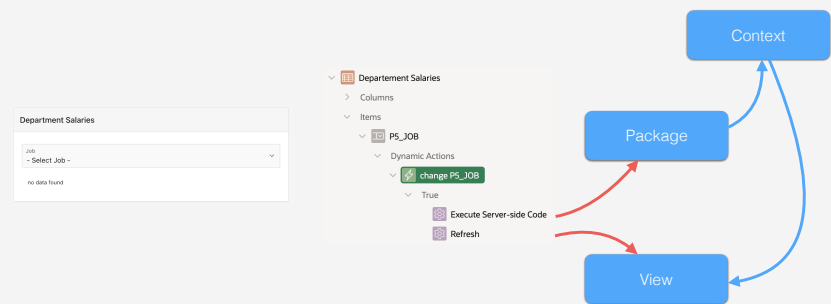 Department Salaries
Job
- Select Job -
no data found
Departement Salaries
Columns
Items
P5_JOB
Dynamic Actions
change P5_JOB
True
Execute Server-side Code
Refresh
Context
Package
View